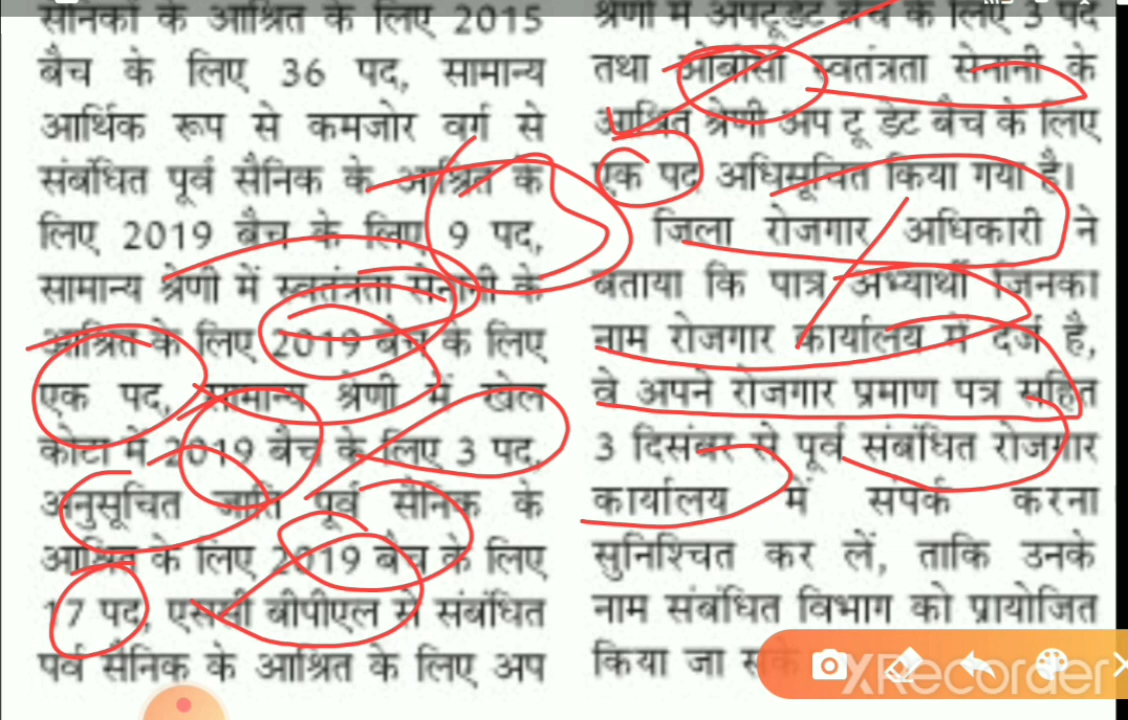 सैनिकों के आश्रित के लिए 2015
बैच के लिए 36 पद, सामान्य
आर्थिक रूप से कमजोर वर्ग से
संबंधित पूर्व सैनिक के आश्रित के
लिए 2019 बैच के लिए 9 पद,
सामान्य श्रेणी में स्वतंत्रता सेनानी के
आश्रित के लिए 2019 बैच के लिए
एक पद, सामान्य श्रेणी में खेल
कोटा में 2019 बैच के लिए 3 पद,
अनुसूचित जाति पूर्व सैनिक के
आश्रित के लिए 2019 बैच के लिए
17 पद, एससी बीपीएल से संबंधित
पूर्व सैनिक के आश्रित के लिए अप
श्रेणी में अपटूडेट बैच के लिए 3 पद
तथा ओबीसी स्वतंत्रता सेनानी के
आश्रित श्रेणी अप टू डेट बैच के लिए
एक पद अधिसूचित किया गया है।
जिला रोजगार अधिकारी ने
बताया कि पात्र अभ्यार्थी जिनका
नाम रोजगार कार्यालय में दर्ज है,
वे अपने रोजगार प्रमाण पत्र सहित
3 दिसंबर से पूर्व संबंधित रोजगार
कार्यालय में संपर्क करना
सुनिश्चित कर लें, ताकि उनके
नाम संबंधित विभाग को प्रायोजित
किया जा सके
XRecorder